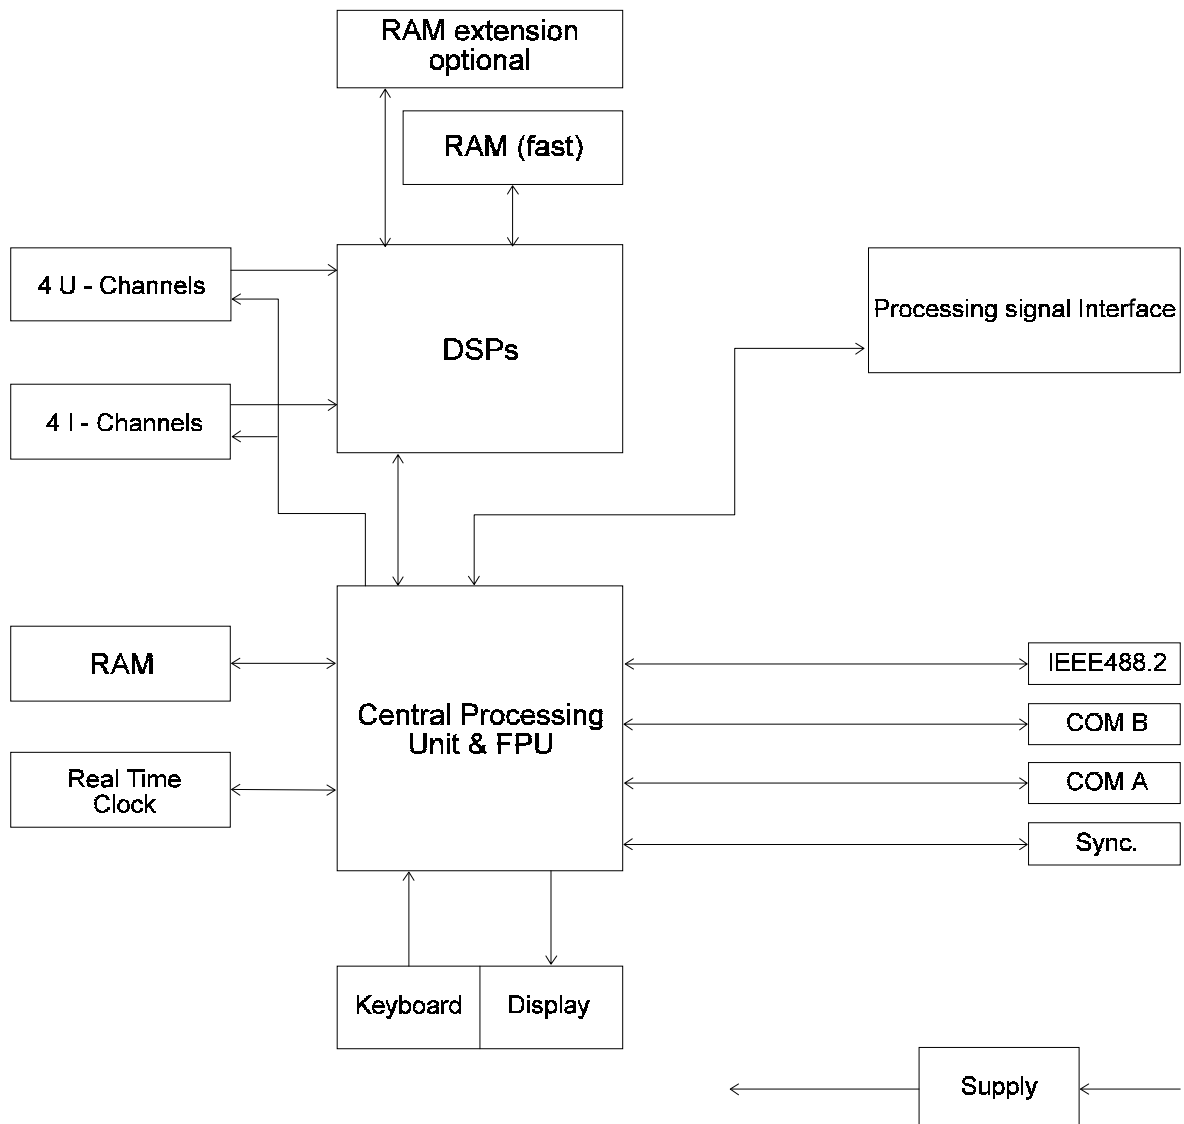 RAM extension
optional
RAM (fast)
4 U - Channels
DSPs
Processing signal Interface
4 I - Channels
RAM
Central Processing
Unit & FPU
IEEE488.2
COM B
Real Time
Clock
COM A
Sync.
Keyboard
Display
Supply